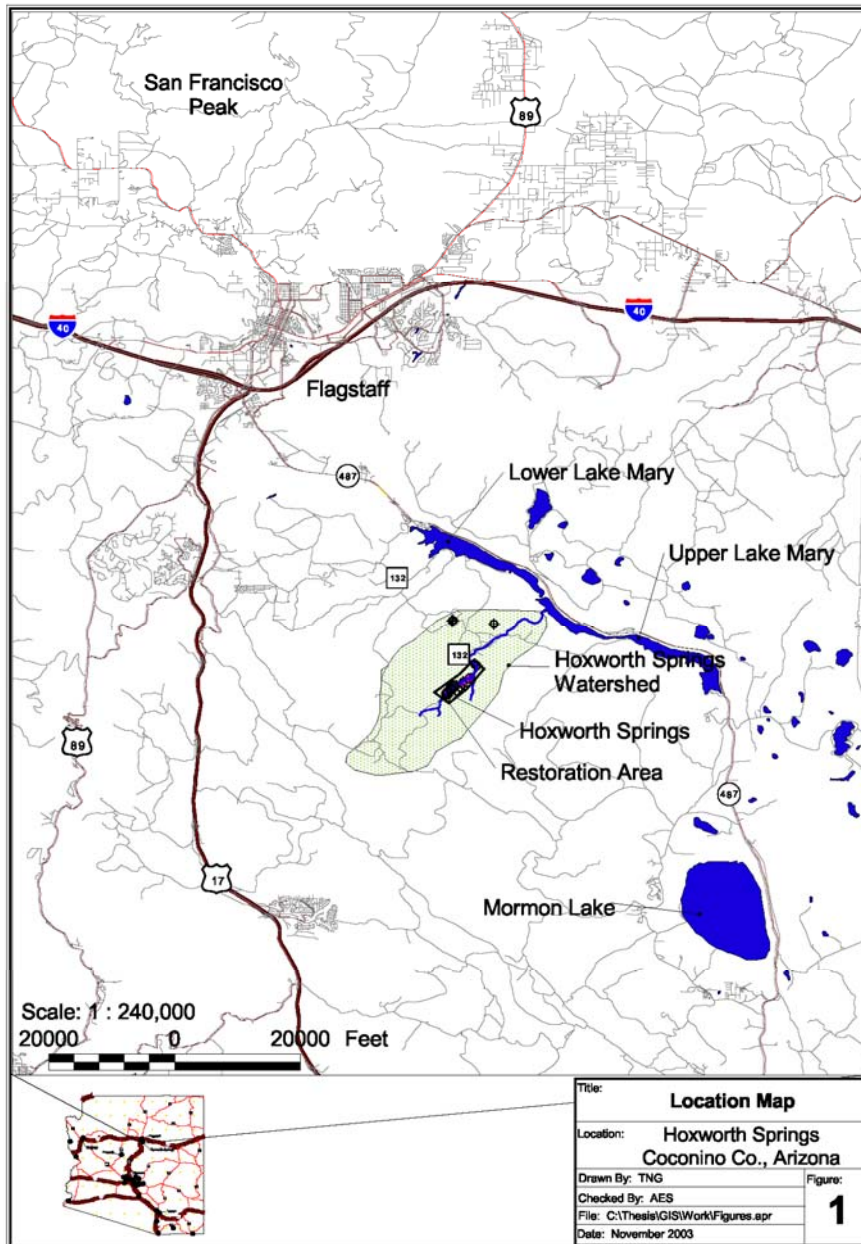 San Francisco
Peak
89
40
40
Flagstaff
487
Lower Lake Mary
132
Upper Lake Mary
132
Hoxworth Springs
Watershed
89
Hoxworth Springs
Restoration Area
487
17
Mormon Lake
Scale: 1 : 240,000
20000 0 20000 Feet
Title:
Location Map
Location: Hoxworth Springs
Coconino Co., Arizona
Drawn By: TNG
Checked By: AES
File: C:\Thesis\GIS\Work\Figures.apr
Date: November 2003
Figure:
1